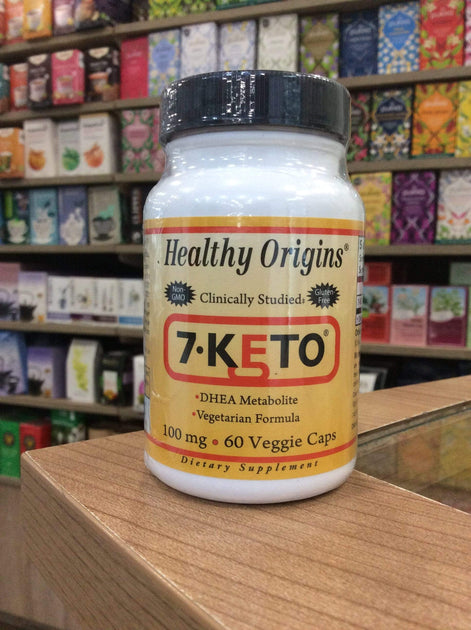 Healthy Origins®
Non
GMO
Clinically Studied
Gluten
Free
7·KETO®
•DHEA Metabolite
•Vegetarian Formula
100 mg • 60 Veggie Caps
Dietary Supplement